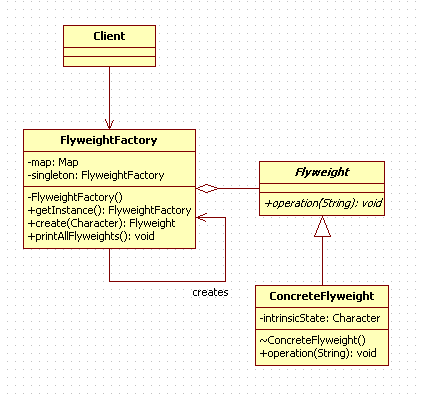 Client
FlyweightFactory
-map: Map
-singleton: FlyweightFactory
-FlyweightFactory()
+getInstance(): FlyweightFactory
+create(Character): Flyweight
+printAllFlyweights(): void
creates
Flyweight
+operation(String): void
ConcreteFlyweight
-intrinsicState: Character
~ConcreteFlyweight()
+operation(String): void